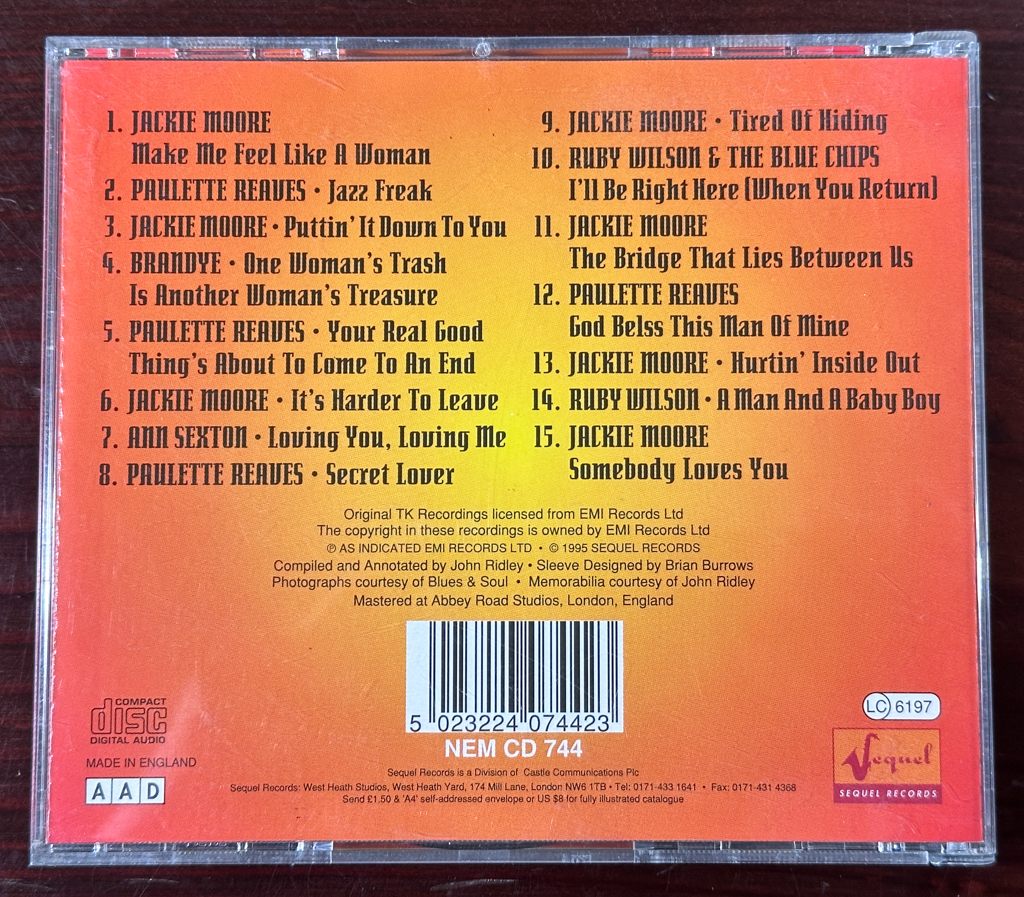 1. JACKIE MOORE
Make Me Feel Like A Woman
2. PAULETTE REAVES • Jazz Freak
3. JACKIE MOORE • Puttin' It Down To You
4. BRANDYE • One Woman's Trash
Is Another Woman's Treasure
5. PAULETTE REAVES • Your Real Good
Thing's About To Come To An End
6. JACKIE MOORE • It's Harder To Leave
7. ANN SEXTON • Loving You, Loving Me
8. PAULETTE REAVES • Secret Lover
9. JACKIE MOORE • Tired Of Hiding
10. RUBY WILSON & THE BLUE CHIPS
I'll Be Right Here (When You Return)
11. JACKIE MOORE
The Bridge That Lies Between Us
12. PAULETTE REAVES
God Belss This Man Of Mine
13. JACKIE MOORE • Hurtin' Inside Out
14. RUBY WILSON • A Man And A Baby Boy
15. JACKIE MOORE
Somebody Loves You
Original TK Recordings licensed from EMI Records Ltd
The copyright in these recordings is owned by EMI Records Ltd
℗ AS INDICATED EMI RECORDS LTD • © 1995 SEQUEL RECORDS
Compiled and Annotated by John Ridley • Sleeve Designed by Brian Burrows
Photographs courtesy of Blues & Soul • Memorabilia courtesy of John Ridley
Mastered at Abbey Road Studios, London, England
5 023224 074423
NEM CD 744
COMPACT
disc
DIGITAL AUDIO
MADE IN ENGLAND
A A D
LC 6197
Sequel
SEQUEL RECORDS
Sequel Records is a Division of Castle Communications Plc
Sequel Records: West Heath Studios, West Heath Yard, 174 Mill Lane, London NW6 1TB • Tel: 0171-433 1641 • Fax: 0171-431 4368
Send £1.50 & 'A4' self-addressed envelope or US $8 for fully illustrated catalogue